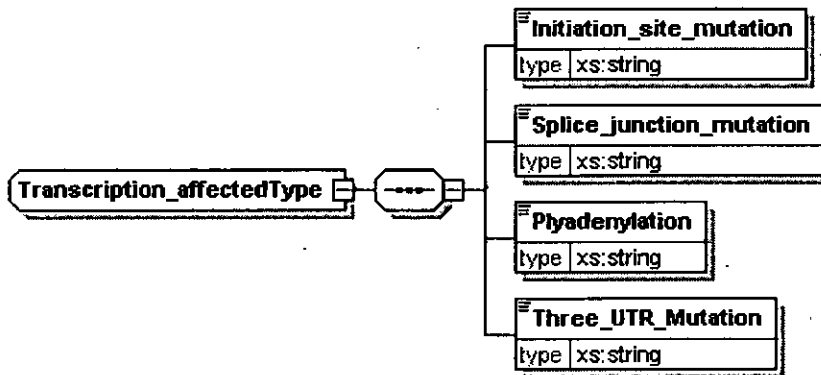 Initiation_site_mutation
type xs:string
Splice_junction_mutation
type xs:string
Transcription_affectedType
Plyadenylation
type xs:string
Three_UTR_Mutation
type xs:string